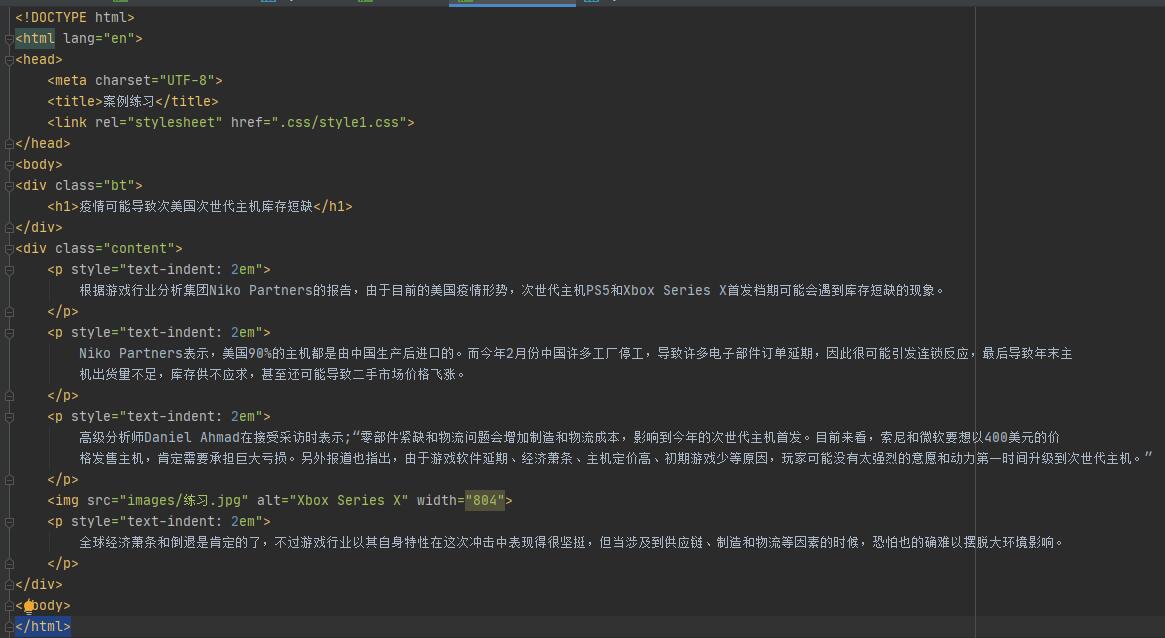 <!DOCTYPE html>
<html lang="en">
<head>
    <meta charset="UTF-8">
    <title>案例练习</title>
    <link rel="stylesheet" href=".css/style1.css">
</head>
<body>
<div class="bt">
    <h1>疫情可能导致次美国次世代主机库存短缺</h1>
</div>
<div class="content">
    <p style="text-indent: 2em">
        根据游戏行业分析集团Niko Partners的报告，由于目前的美国疫情形势，次世代主机PS5和Xbox Series X首发档期可能会遇到库存短缺的现象。
    </p>
    <p style="text-indent: 2em">
        Niko Partners表示，美国90%的主机都是由中国生产后进口的。而今年2月份中国许多工厂停工，导致许多电子部件订单延期，因此很可能引发连锁反应，最后导致年末主
        机出货量不足，库存供不应求，甚至还可能导致二手市场价格飞涨。
    </p>
    <p style="text-indent: 2em">
        高级分析师Daniel Ahmad在接受采访时表示;“零部件紧缺和物流问题会增加制造和物流成本，影响到今年的次世代主机首发。目前来看，索尼和微软要想以400美元的价
        格发售主机，肯定需要承担巨大亏损。另外报道也指出，由于游戏软件延期、经济萧条、主机定价高、初期游戏少等原因，玩家可能没有太强烈的意愿和动力第一时间升级到次世代主机。”
    </p>
    <img src="images/练习.jpg" alt="Xbox Series X" width="804">
    <p style="text-indent: 2em">
        全球经济萧条和倒退是肯定的了，不过游戏行业以其自身特性在这次冲击中表现得很坚挺，但当涉及到供应链、制造和物流等因素的时候，恐怕也的确难以摆脱大环境影响。
    </p>
</div>
</body>
</html>